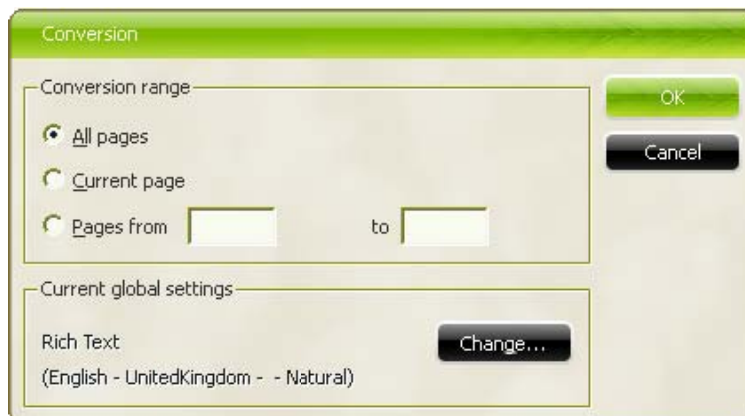 Conversion
Conversion range
All pages
Current page
Pages from to
OK
Cancel
Current global settings
Rich Text
(English - UnitedKingdom - - Natural)
Change...